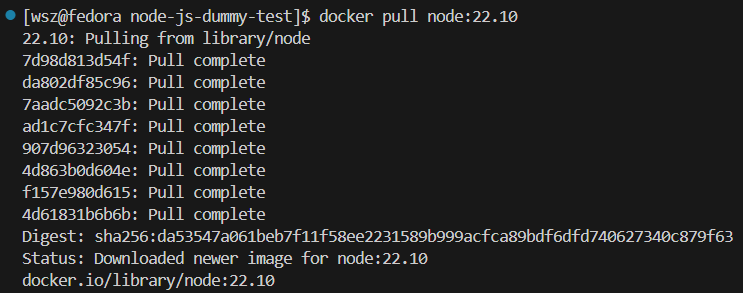 [wsz@fedora node-js-dummy-test]$ docker pull node:22.10
22.10: Pulling from library/node
7d98d813d54f: Pull complete
da802df85c96: Pull complete
7aadc5092c3b: Pull complete
ad1c7cfc347f: Pull complete
907d96323054: Pull complete
4d863b0d604e: Pull complete
f157e980d615: Pull complete
4d61831b6b6b: Pull complete
Digest: sha256:da53547a061beb7f11f58ee2231589b999acfca89bdf6dfd740627340c879f63
Status: Downloaded newer image for node:22.10
docker.io/library/node:22.10